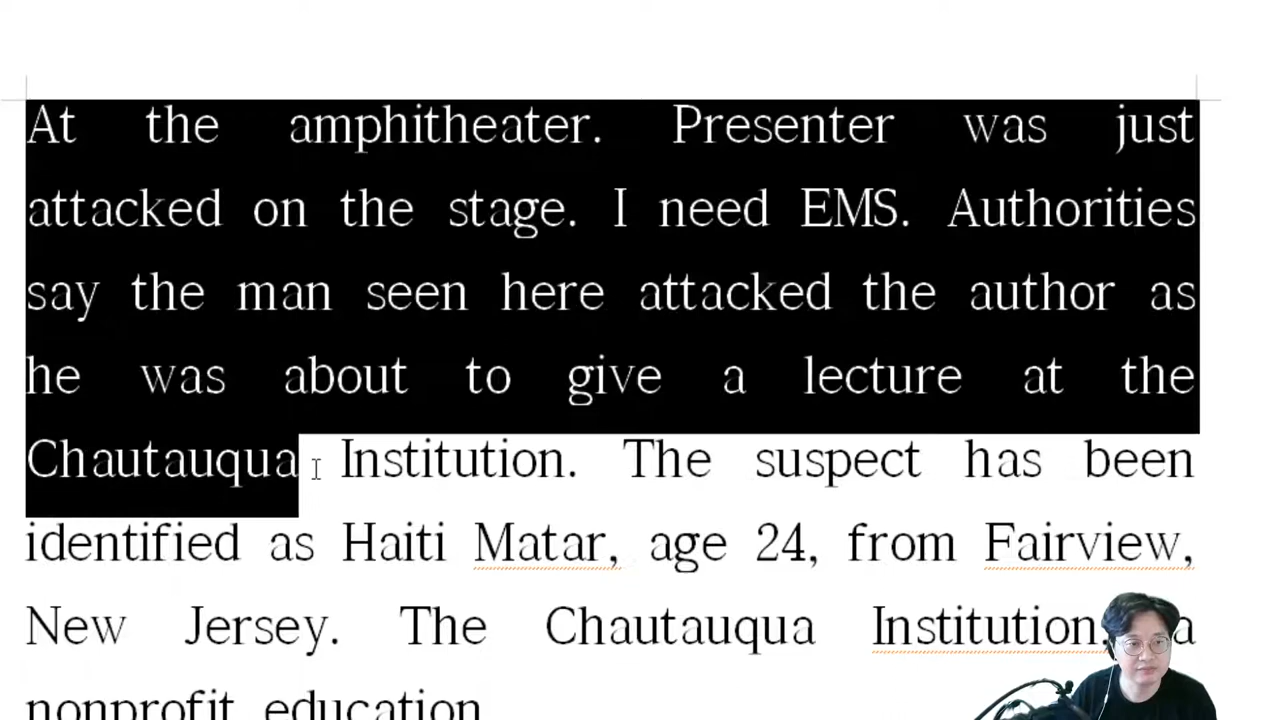 At the amphitheater. Presenter was just
attacked on the stage. I need EMS. Authorities
say the man seen here attacked the author as
he was about to give a lecture at the
Chautauqua Institution. The suspect has been
identified as Haiti Matar, age 24, from Fairview,
New Jersey. The Chautauqua Institution, a
nonprofit education